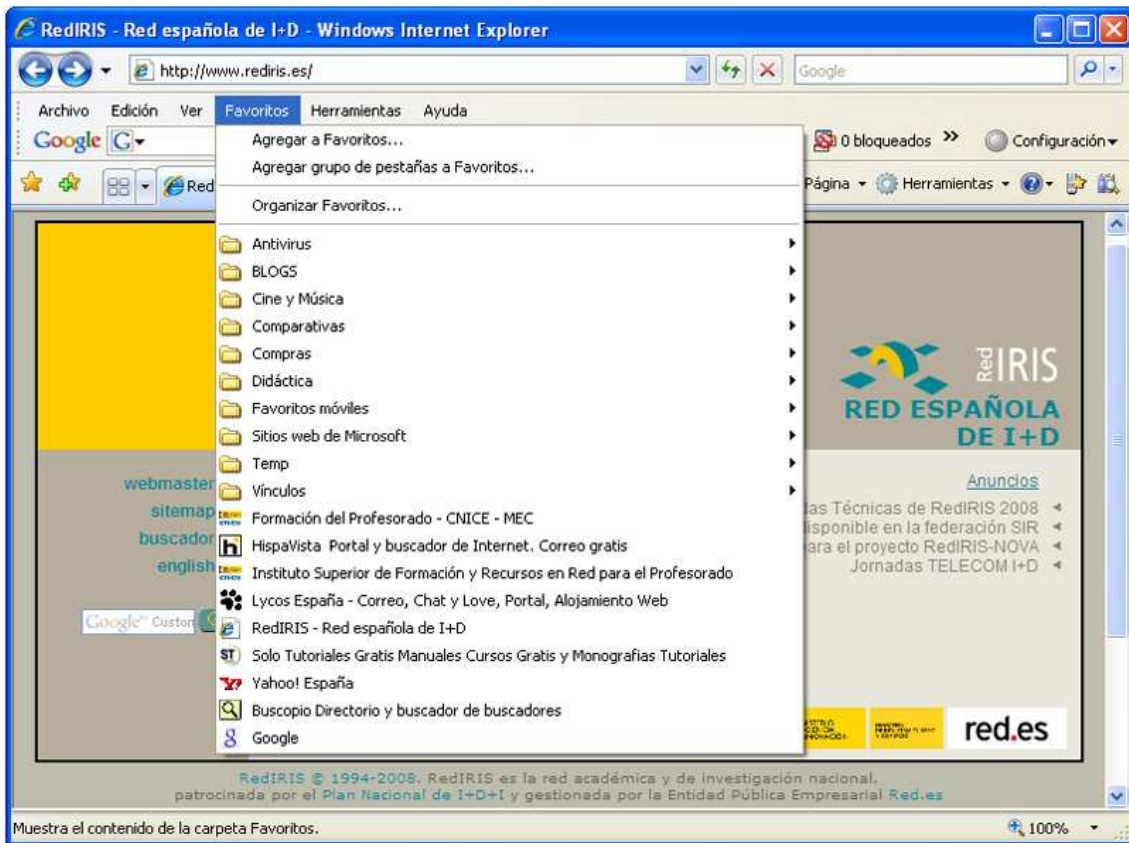 RedIRIS - Red española de I+D - Windows Internet Explorer
http://www.rediris.es/
Google
Archivo Edición Ver Favoritos Herramientas Ayuda
Google G 0 bloqueados » Configuración
Red Página Herramientas
Agregar a Favoritos...
Agregar grupo de pestañas a Favoritos...
Organizar Favoritos...
Antivirus
BLOGS
Cine y Música
Comparativas
Compras
Didáctica
Favoritos móviles
Sitios web de Microsoft
Temp
Vínculos
Formación del Profesorado - CNICE - MEC
HispaVista Portal y buscador de Internet. Correo gratis
Instituto Superior de Formación y Recursos en Red para el Profesorado
Lycos España - Correo, Chat y Love, Portal, Alojamiento Web
RedIRIS - Red española de I+D
Solo Tutoriales Gratis Manuales Cursos Gratis y Monografias Tutoriales
Yahoo! España
Buscopio Directorio y buscador de buscadores
Google
webmaster
sitemap
buscador
english
Google™ Custom
Red IRIS
RED ESPAÑOLA
DE I+D
Anuncios
Técnicas de RedIRIS 2008
disponible en la federación SIR
para el proyecto RedIRIS-NOVA
Jornadas TELECOM I+D
red.es
RedIRIS © 1994-2008. RedIRIS es la red académica y de investigación nacional,
patrocinada por el Plan Nacional de I+D+I y gestionada por la Entidad Pública Empresarial Red.es
Muestra el contenido de la carpeta Favoritos. 100%